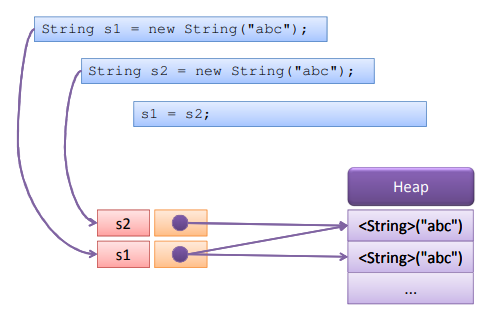 String s1 = new String("abc");
String s2 = new String("abc");
s1 = s2;
Heap
s2
<String>("abc")
s1
<String>("abc")
...